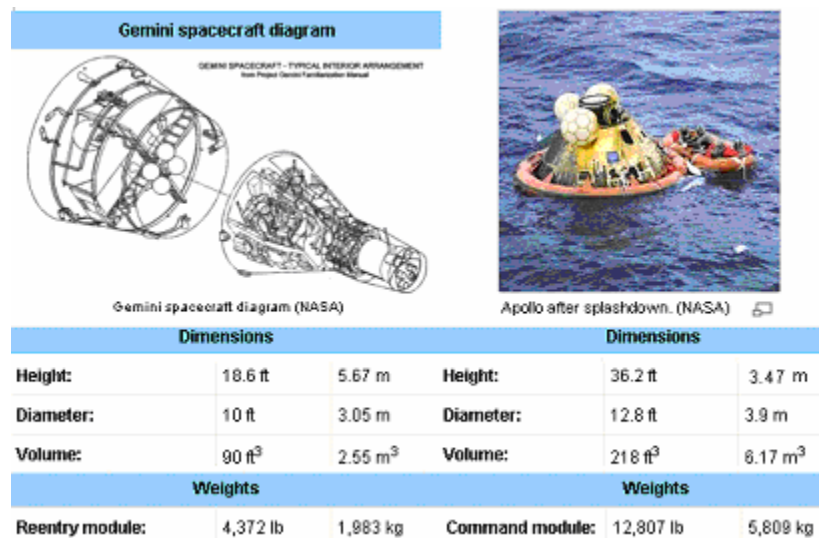 Gemini spacecraft diagram
GEMINI SPACECRAFT - TYPICAL INTERIOR ARRANGEMENT
from Project Gemini Familiarization Manual
Gemini spacecraft diagram (NASA)
Apollo after splashdown. (NASA)
Dimensions Dimensions
Height: 18.6 ft 5.67 m Height: 36.2 ft 3.47 m
Diameter: 10 ft 3.05 m Diameter: 12.8 ft 3.9 m
Volume: 90 ft³ 2.55 m³ Volume: 218 ft³ 6.17 m³
Weights Weights
Reentry module: 4,372 lb 1,983 kg Command module: 12,807 lb 5,809 kg